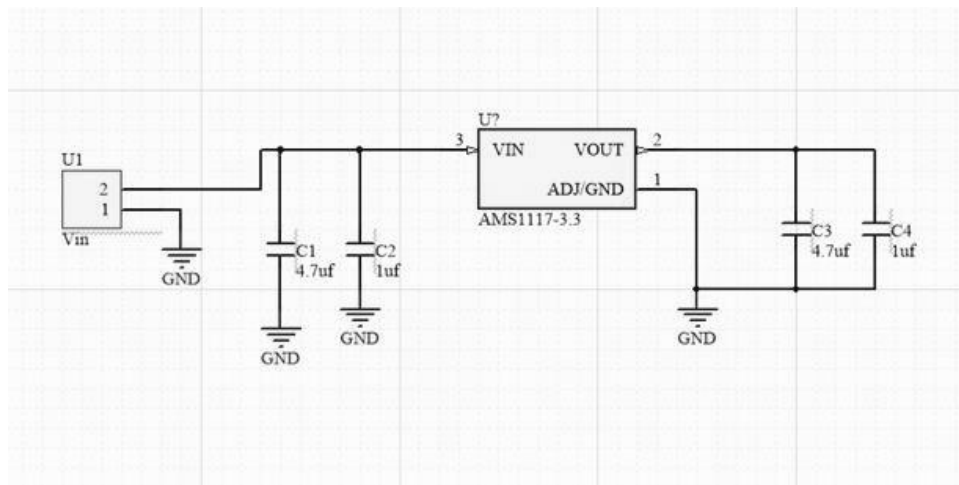 U?
3
VIN
VOUT
2
U1
2
1
Vin
ADJ/GND
1
AMS1117-3.3
C1
4.7uf
C2
1uf
C3
4.7uf
C4
1uf
GND
GND
GND
GND